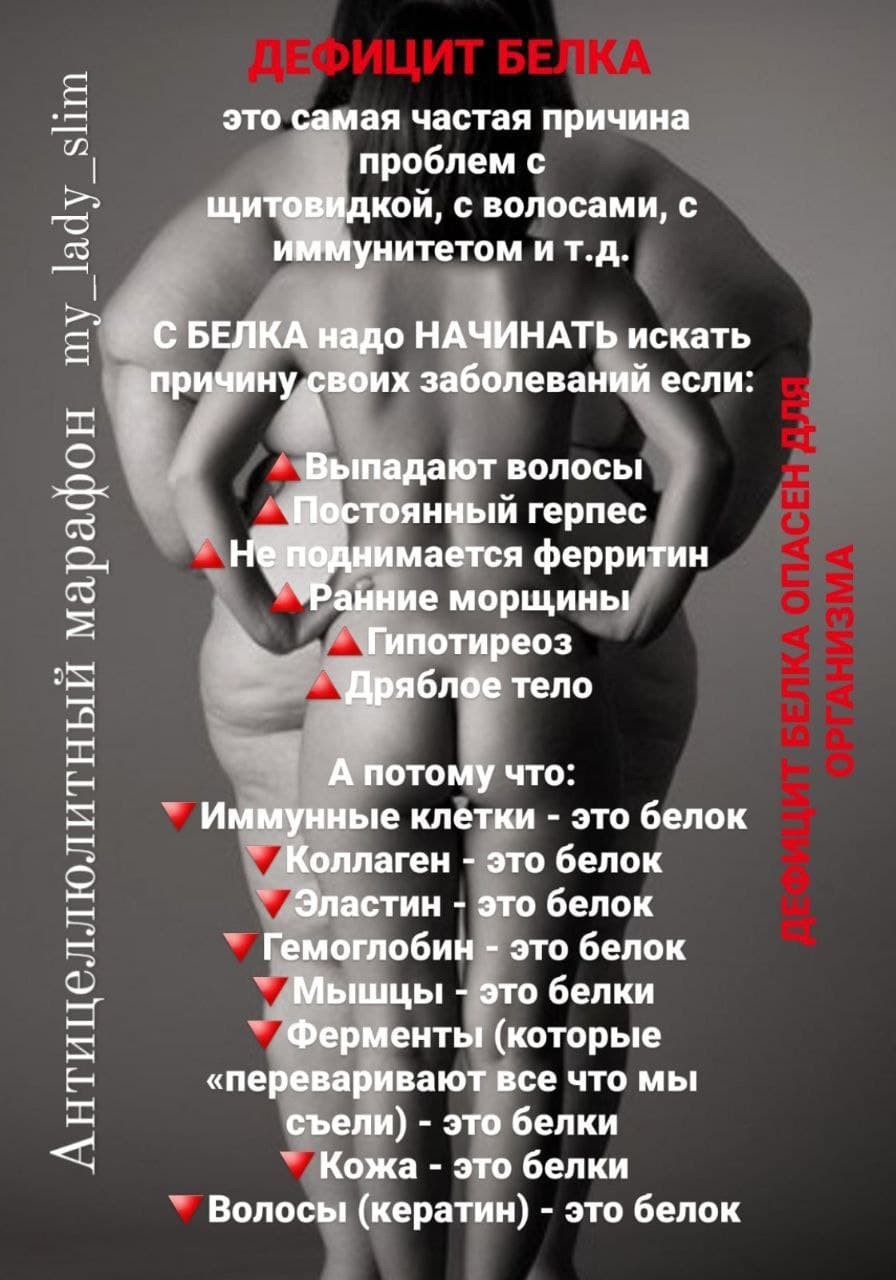 ДЕФИЦИТ БЕЛКА
это самая частая причина
проблем с
щитовидкой, с волосами, с
иммунитетом и т.д.
С БЕЛКА надо НАЧИНАТЬ искать
причину своих заболеваний если:
🔺Выпадают волосы
🔺Постоянный герпес
🔺Не поднимается ферритин
🔺Ранние морщины
🔺Гипотиреоз
🔺Дряблое тело
А потому что:
🔻Иммунные клетки - это белок
🔻Коллаген - это белок
🔻Эластин - это белок
🔻Гемоглобин - это белок
🔻Мышцы - это белки
🔻Ферменты (которые
«переваривают все что мы
съели) - это белки
🔻Кожа - это белки
🔻Волосы (кератин) - это белок
Антицеллюлитный марафон my_lady_slim
ДЕФИЦИТ БЕЛКА ОПАСЕН ДЛЯ
ОРГАНИЗМА